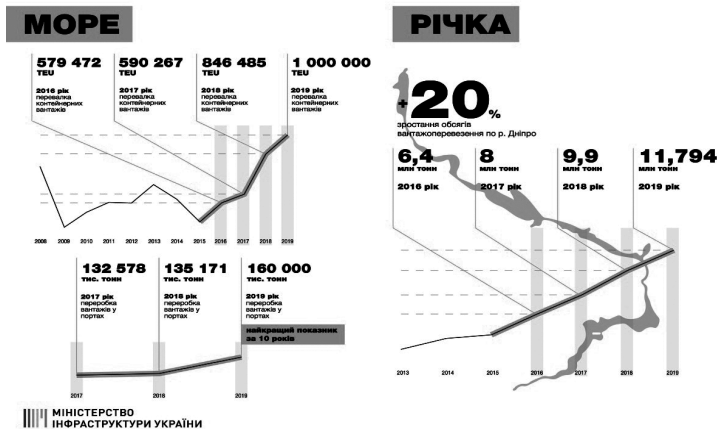 МОРЕ
579 472
TEU
2016 рік
перевалка
контейнерних
вантажів
590 267
TEU
2017 рік
перевалка
контейнерних
вантажів
846 485
TEU
2018 рік
перевалка
контейнерних
вантажів
1 000 000
TEU
2019 рік
перевалка
контейнерних
вантажів
2008 2009 2010 2011 2012 2013 2014 2015 2016 2017 2018 2019
132 578
тис. тонн
2017 рік
переробка
вантажів у
портах
135 171
тис. тонн
2018 рік
переробка
вантажів у
портах
160 000
тис. тонн
2019 рік
переробка
вантажів у
портах
найкращий показник
за 10 років
2017 2018 2019
МІНІСТЕРСТВО
ІНФРАСТРУКТУРИ УКРАЇНИ
РІЧКА
+20%
зростання обсягів
вантажоперевезення по р. Дніпро
6,4
млн тонн
2016 рік
8
млн тонн
2017 рік
9,9
млн тонн
2018 рік
11,794
млн тонн
2019 рік
2013 2014 2015 2016 2017 2018 2019